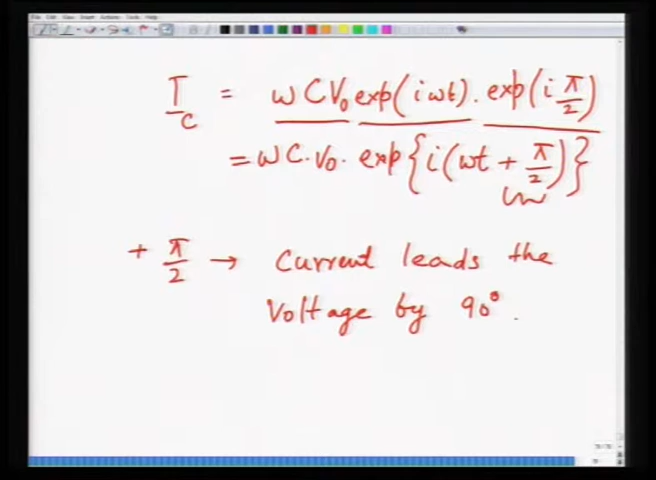 I_C = ωCV₀ exp(iωt). exp(i π/2)
= ωC.V₀. exp{i(ωt + π/2)}
+ π/2 → Current leads the
Voltage by 90°.